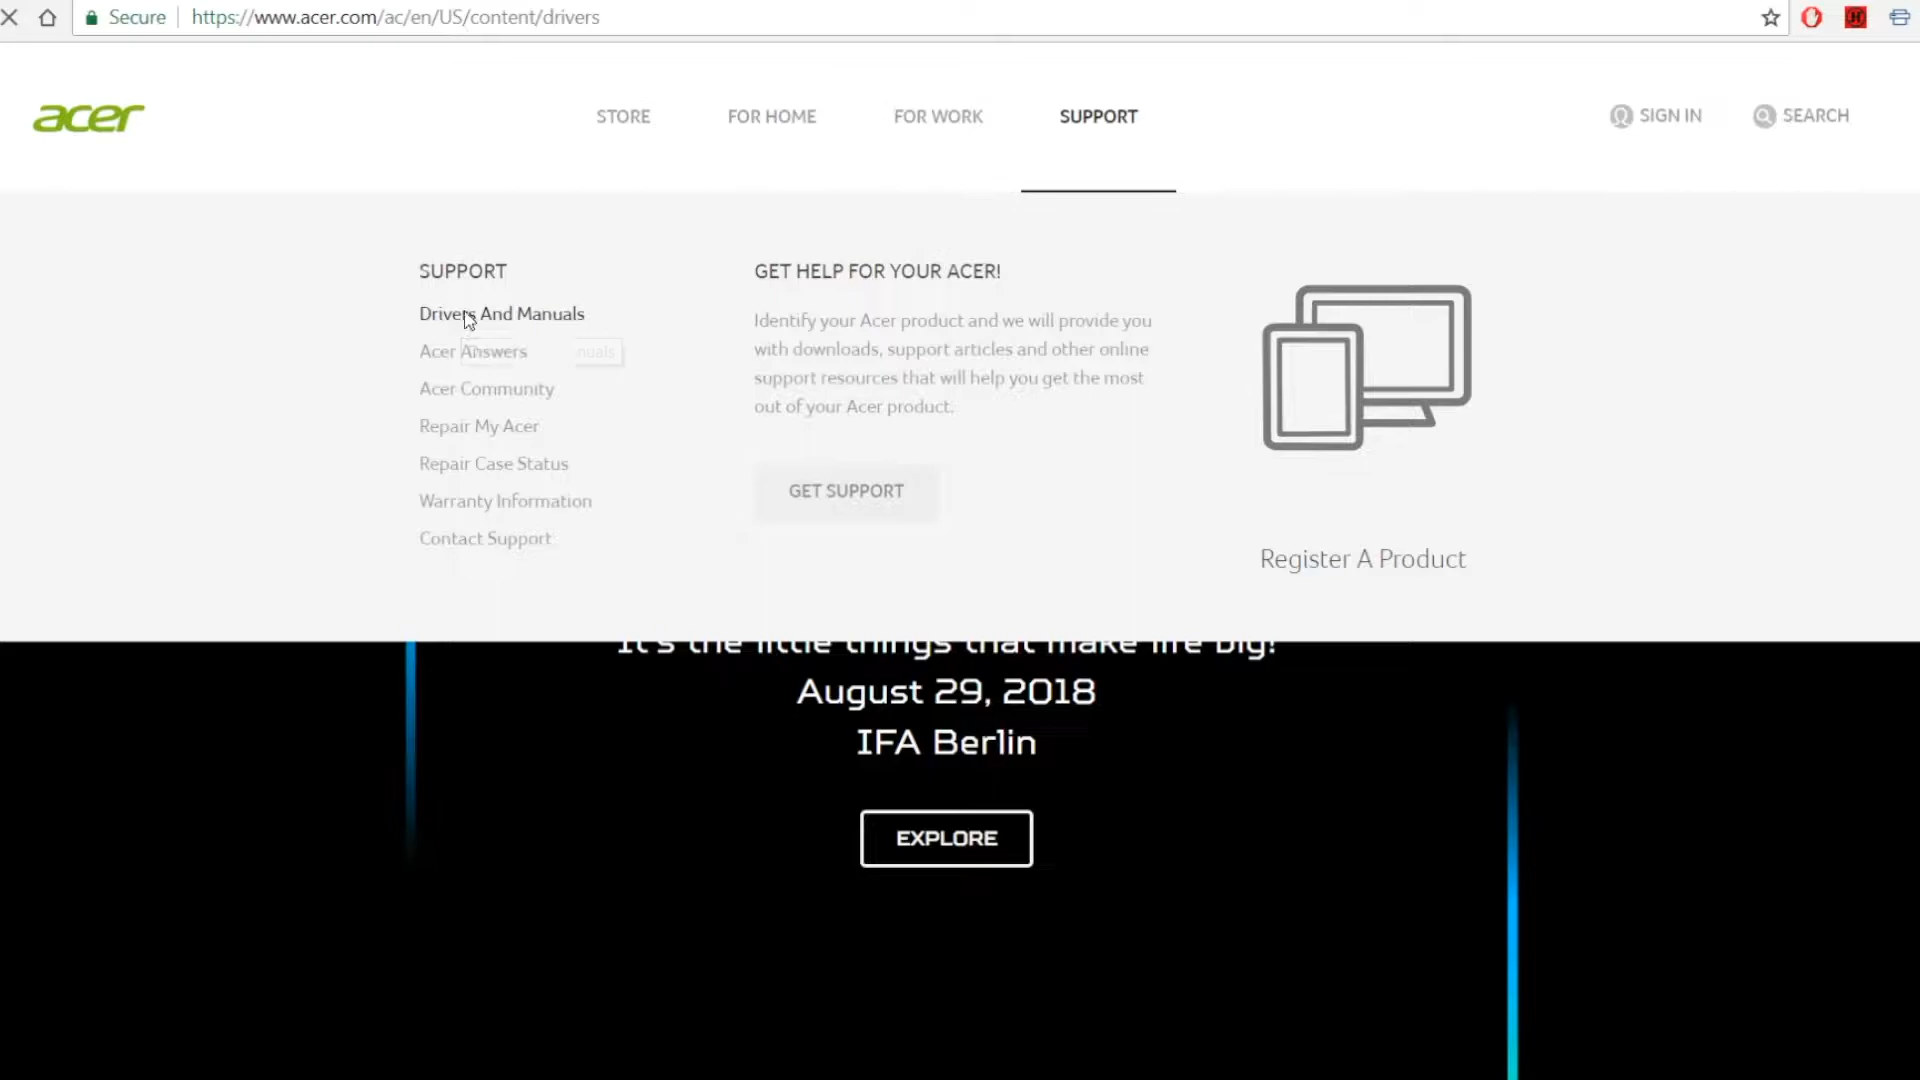 Secure https://www.acer.com/ac/en/US/content/drivers
acer
STORE FOR HOME FOR WORK SUPPORT SIGN IN SEARCH
SUPPORT
Drivers And Manuals
Acer Answers
nuals
Acer Community
Repair My Acer
Repair Case Status
Warranty Information
Contact Support
GET HELP FOR YOUR ACER!
Identify your Acer product and we will provide you
with downloads, support articles and other online
support resources that will help you get the most
out of your Acer product.
GET SUPPORT
Register A Product
It's the little things that make life big!
August 29, 2018
IFA Berlin
EXPLORE